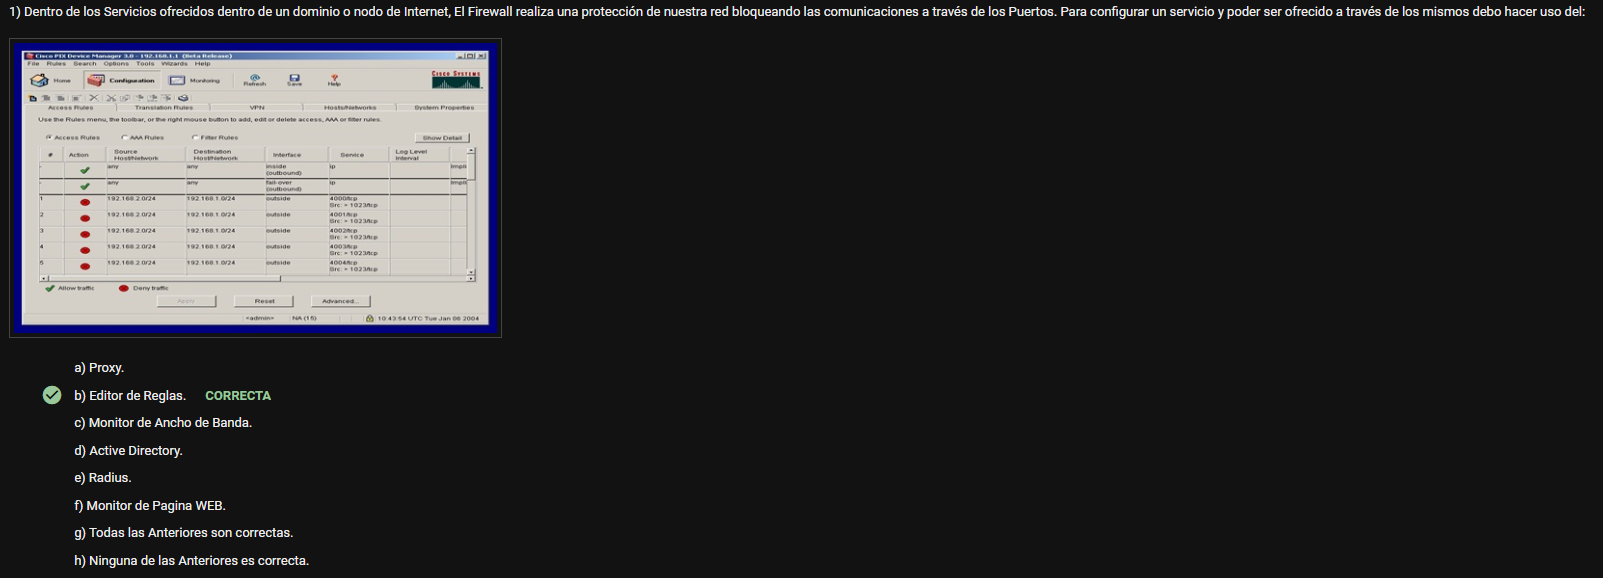 1) Dentro de los Servicios ofrecidos dentro de un dominio o nodo de Internet, El Firewall realiza una protección de nuestra red bloqueando las comunicaciones a través de los Puertos. Para configurar un servicio y poder ser ofrecido a través de los mismos debo hacer uso del:
Cisco PIX Device Manager 3.0 - 192.168.1.1 (Beta Release)
File Rules Search Options Tools Wizards Help
Home Configuration Monitoring Refresh Save Help CISCO SYSTEMS
Access Rules Translation Rules VPN Hosts/Networks System Properties
Use the Rules menu, the toolbar, or the right mouse button to add, edit or delete access, AAA or filter rules.
Access Rules AAA Rules Filter Rules Show Detail
# Action Source Host/Network Destination Host/Network Interface Service Log Level Interval
- any any inside (outbound) ip Impli
- any any fail-over (outbound) ip Impli
1 192.168.2.0/24 192.168.1.0/24 outside 4000/tcp Src: > 1023/tcp
2 192.168.2.0/24 192.168.1.0/24 outside 4001/tcp Src: > 1023/tcp
3 192.168.2.0/24 192.168.1.0/24 outside 4002/tcp Src: > 1023/tcp
4 192.168.2.0/24 192.168.1.0/24 outside 4003/tcp Src: > 1023/tcp
5 192.168.2.0/24 192.168.1.0/24 outside 4004/tcp Src: > 1023/tcp
Allow traffic Deny traffic
Apply Reset Advanced...
<admin> NA (15) 10:43:54 UTC Tue Jan 06 2004
a) Proxy.
b) Editor de Reglas. CORRECTA
c) Monitor de Ancho de Banda.
d) Active Directory.
e) Radius.
f) Monitor de Pagina WEB.
g) Todas las Anteriores son correctas.
h) Ninguna de las Anteriores es correcta.